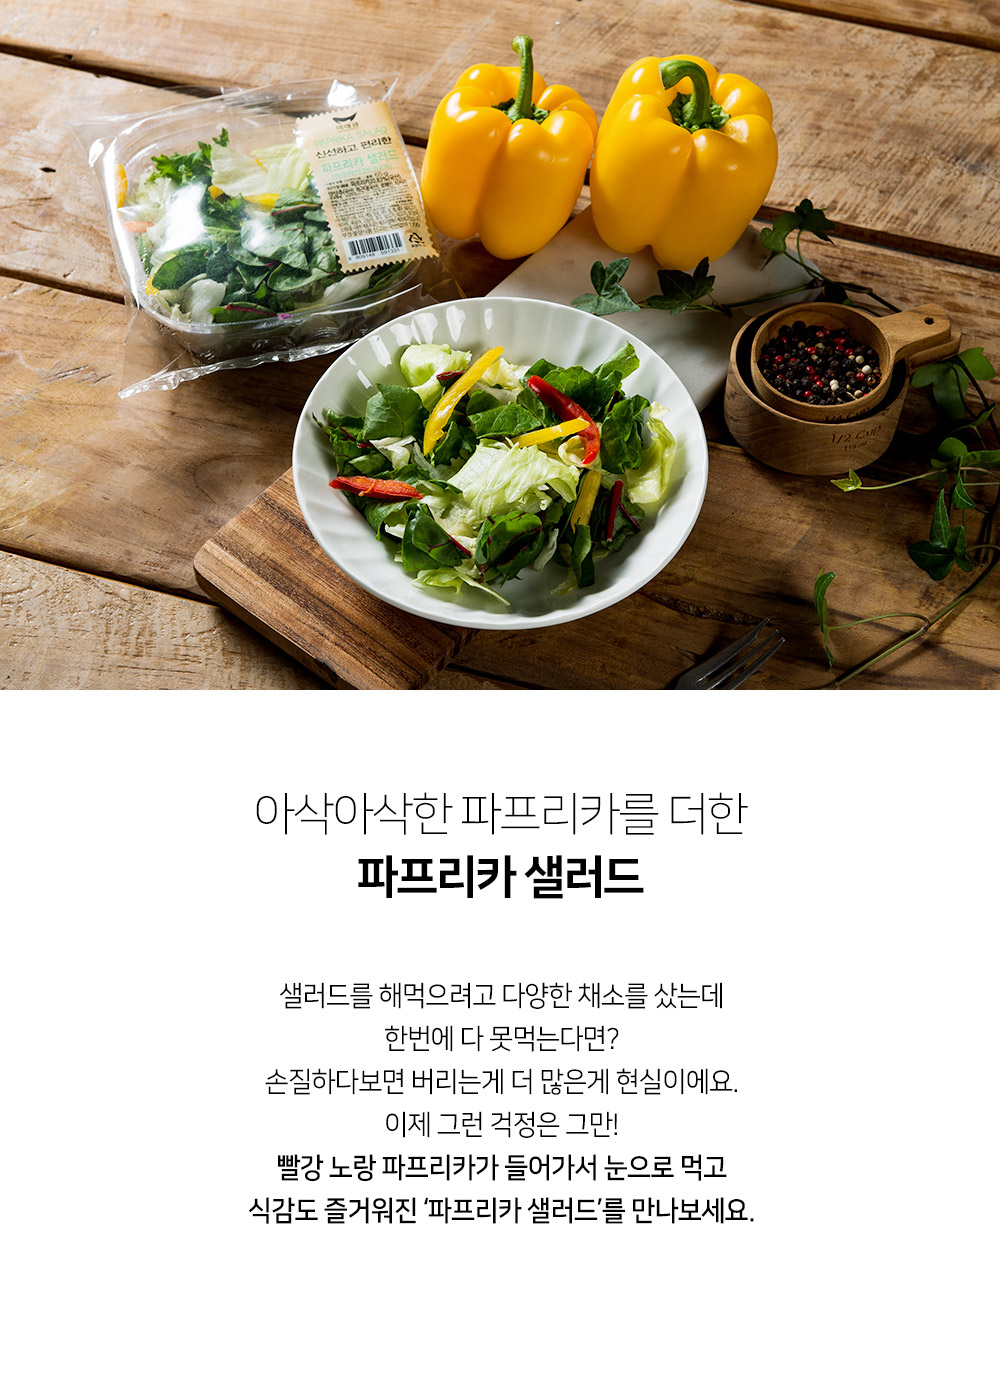 신선하고 편리한
파프리카 샐러드
1/4 Cup
1/2 Cup
118 ml
아삭아삭한 파프리카를 더한
파프리카 샐러드
샐러드를 해먹으려고 다양한 채소를 샀는데
한번에 다 못먹는다면?
손질하다보면 버리는게 더 많은게 현실이에요.
이제 그런 걱정은 그만!
빨강 노랑 파프리카가 들어가서 눈으로 먹고
식감도 즐거워진 ‘파프리카 샐러드’를 만나보세요.